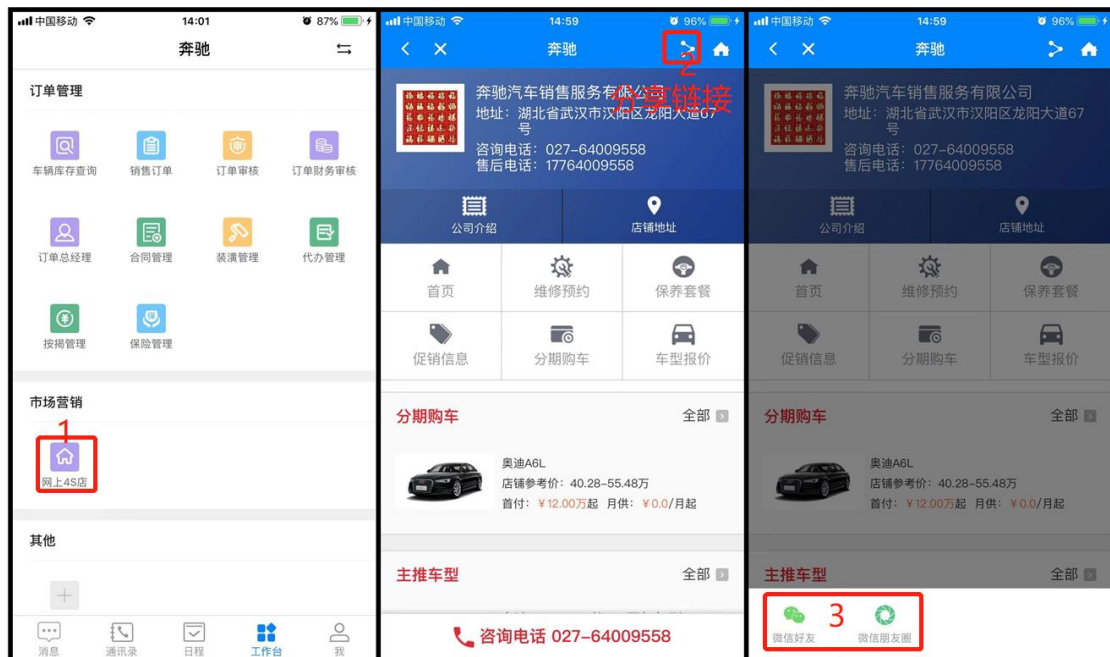 中国移动
14:01
87%
奔驰
订单管理
车辆库存查询
销售订单
订单审核
订单财务审核
订单总经理
合同管理
装潢管理
代办管理
按揭管理
保险管理
市场营销
1
网上4S店
其他
消息
通讯录
日程
工作台
我
中国移动
14:59
96%
奔驰
2
分享链接
奔驰汽车销售服务有限公司
地址：湖北省武汉市汉阳区龙阳大道67
号
咨询电话：027-64009558
售后电话：17764009558
公司介绍
店铺地址
首页
维修预约
保养套餐
促销信息
分期购车
车型报价
分期购车
全部
奥迪A6L
店铺参考价：40.28-55.48万
首付：￥12.00万起 月供：￥0.0/月起
主推车型
全部
咨询电话 027-64009558
中国移动
14:59
96%
奔驰
奔驰汽车销售服务有限公司
地址：湖北省武汉市汉阳区龙阳大道67
号
咨询电话：027-64009558
售后电话：17764009558
公司介绍
店铺地址
首页
维修预约
保养套餐
促销信息
分期购车
车型报价
分期购车
全部
奥迪A6L
店铺参考价：40.28-55.48万
首付：￥12.00万起 月供：￥0.0/月起
主推车型
全部
3
微信好友
微信朋友圈